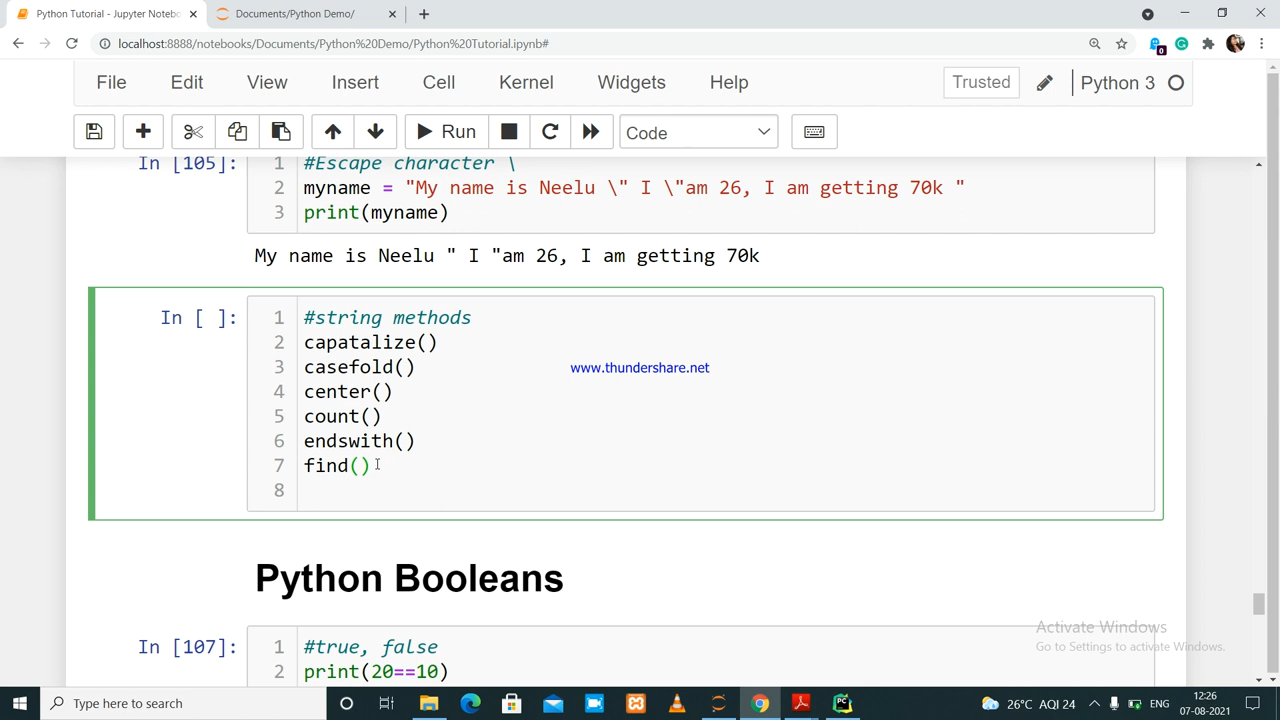 Python Tutorial - Jupyter Notebo
Documents/Python Demo/
localhost:8888/notebooks/Documents/Python%20Demo/Python%20Tutorial.ipynb#
0
File Edit View Insert Cell Kernel Widgets Help Trusted Python 3
Run Code
In [105]: 1 #Escape character \
2 myname = "My name is Neelu \" I \"am 26, I am getting 70k "
3 print(myname)
My name is Neelu " I "am 26, I am getting 70k
In [ ]: 1 #string methods
2 capatalize()
3 casefold()
www.thundershare.net
4 center()
5 count()
6 endswith()
7 find()
8
Python Booleans
In [107]: 1 #true, false
2 print(20==10)
Activate Windows
Go to Settings to activate Windows.
Type here to search
PC
26°C AQI 24
ENG
12:26
07-08-2021